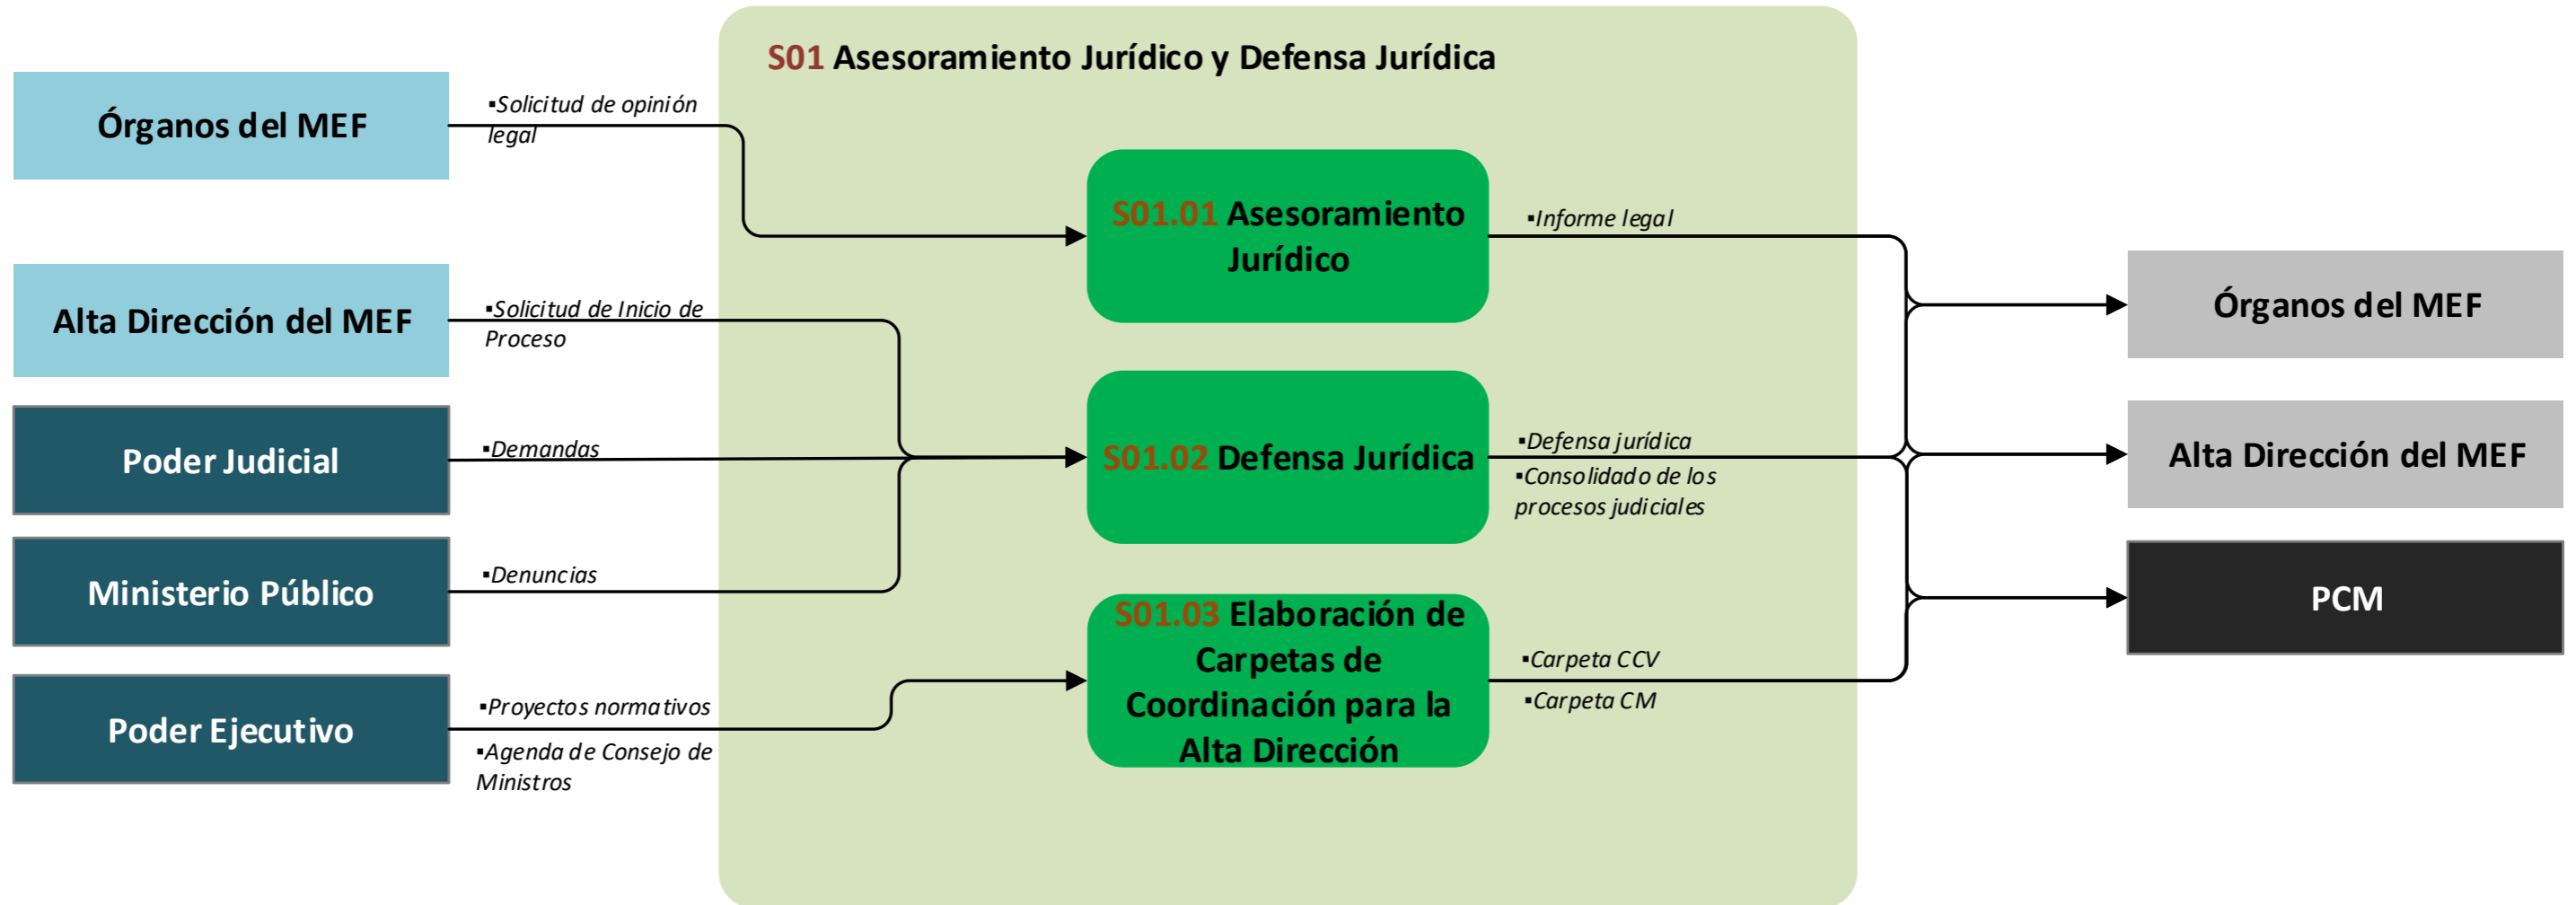 S01 Asesoramiento Jurídico y Defensa Jurídica
Órganos del MEF
▪Solicitud de opinión
legal
Alta Dirección del MEF
▪Solicitud de Inicio de
Proceso
Poder Judicial
▪Demandas
Ministerio Público
▪Denuncias
Poder Ejecutivo
▪Proyectos normativos
▪Agenda de Consejo de
Ministros
S01.01 Asesoramiento
Jurídico
▪Informe legal
S01.02 Defensa Jurídica
▪Defensa jurídica
▪Consolidado de los
procesos judiciales
S01.03 Elaboración de
Carpetas de
Coordinación para la
Alta Dirección
▪Carpeta CCV
▪Carpeta CM
Órganos del MEF
Alta Dirección del MEF
PCM